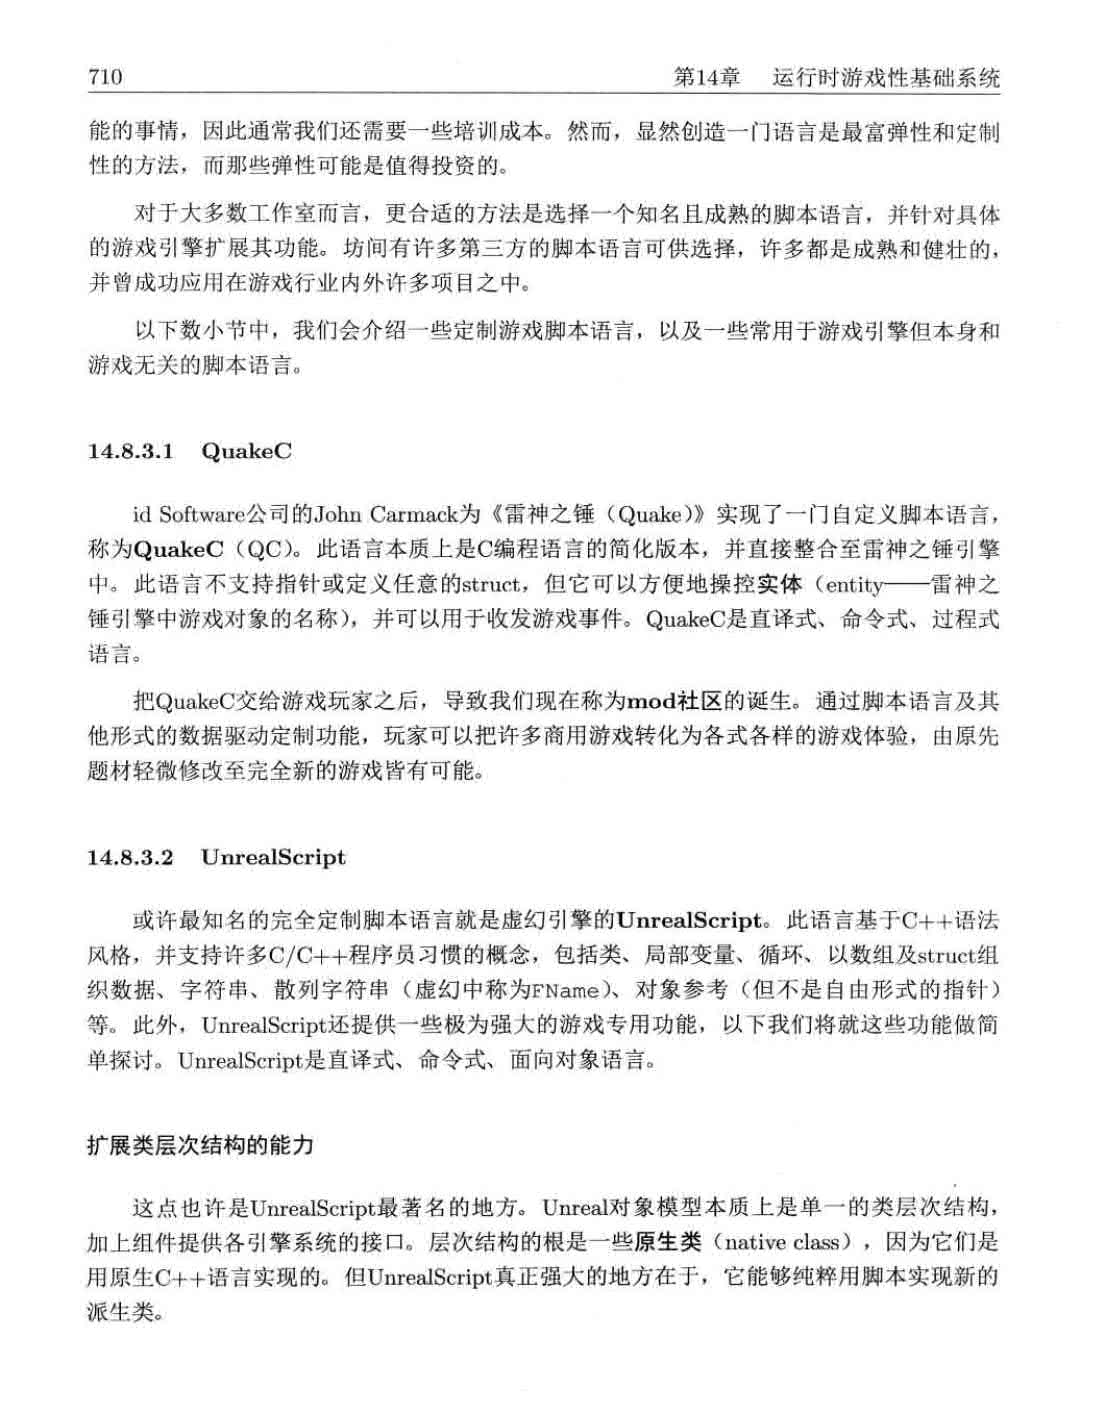 710 第14章 运行时游戏性基础系统
能的事情，因此通常我们还需要一些培训成本。然而，显然创造一门语言是最富弹性和定制
性的方法，而那些弹性可能是值得投资的。
对于大多数工作室而言，更合适的方法是选择一个知名且成熟的脚本语言，并针对具体
的游戏引擎扩展其功能。坊间有许多第三方的脚本语言可供选择，许多都是成熟和健壮的，
并曾成功应用在游戏行业内外许多项目之中。
以下数小节中，我们会介绍一些定制游戏脚本语言，以及一些常用于游戏引擎但本身和
游戏无关的脚本语言。
14.8.3.1 QuakeC
id Software公司的John Carmack为《雷神之锤（Quake）》实现了一门自定义脚本语言，
称为QuakeC（QC）。此语言本质上是C编程语言的简化版本，并直接整合至雷神之锤引擎
中。此语言不支持指针或定义任意的struct，但它可以方便地操控实体（entity——雷神之
锤引擎中游戏对象的名称），并可以用于收发游戏事件。QuakeC是直译式、命令式、过程式
语言。
把QuakeC交给游戏玩家之后，导致我们现在称为mod社区的诞生。通过脚本语言及其
他形式的数据驱动定制功能，玩家可以把许多商用游戏转化为各式各样的游戏体验，由原先
题材轻微修改至完全新的游戏皆有可能。
14.8.3.2 UnrealScript
或许最知名的完全定制脚本语言就是虚幻引擎的UnrealScript。此语言基于C++语法
风格，并支持许多C/C++程序员习惯的概念，包括类、局部变量、循环、以数组及struct组
织数据、字符串、散列字符串（虚幻中称为FName）、对象参考（但不是自由形式的指针）
等。此外，UnrealScript还提供一些极为强大的游戏专用功能，以下我们将就这些功能做简
单探讨。UnrealScript是直译式、命令式、面向对象语言。
扩展类层次结构的能力
这点也许是UnrealScript最著名的地方。Unreal对象模型本质上是单一的类层次结构，
加上组件提供各引擎系统的接口。层次结构的根是一些原生类（native class），因为它们是
用原生C++语言实现的。但UnrealScript真正强大的地方在于，它能够纯粹用脚本实现新的
派生类。